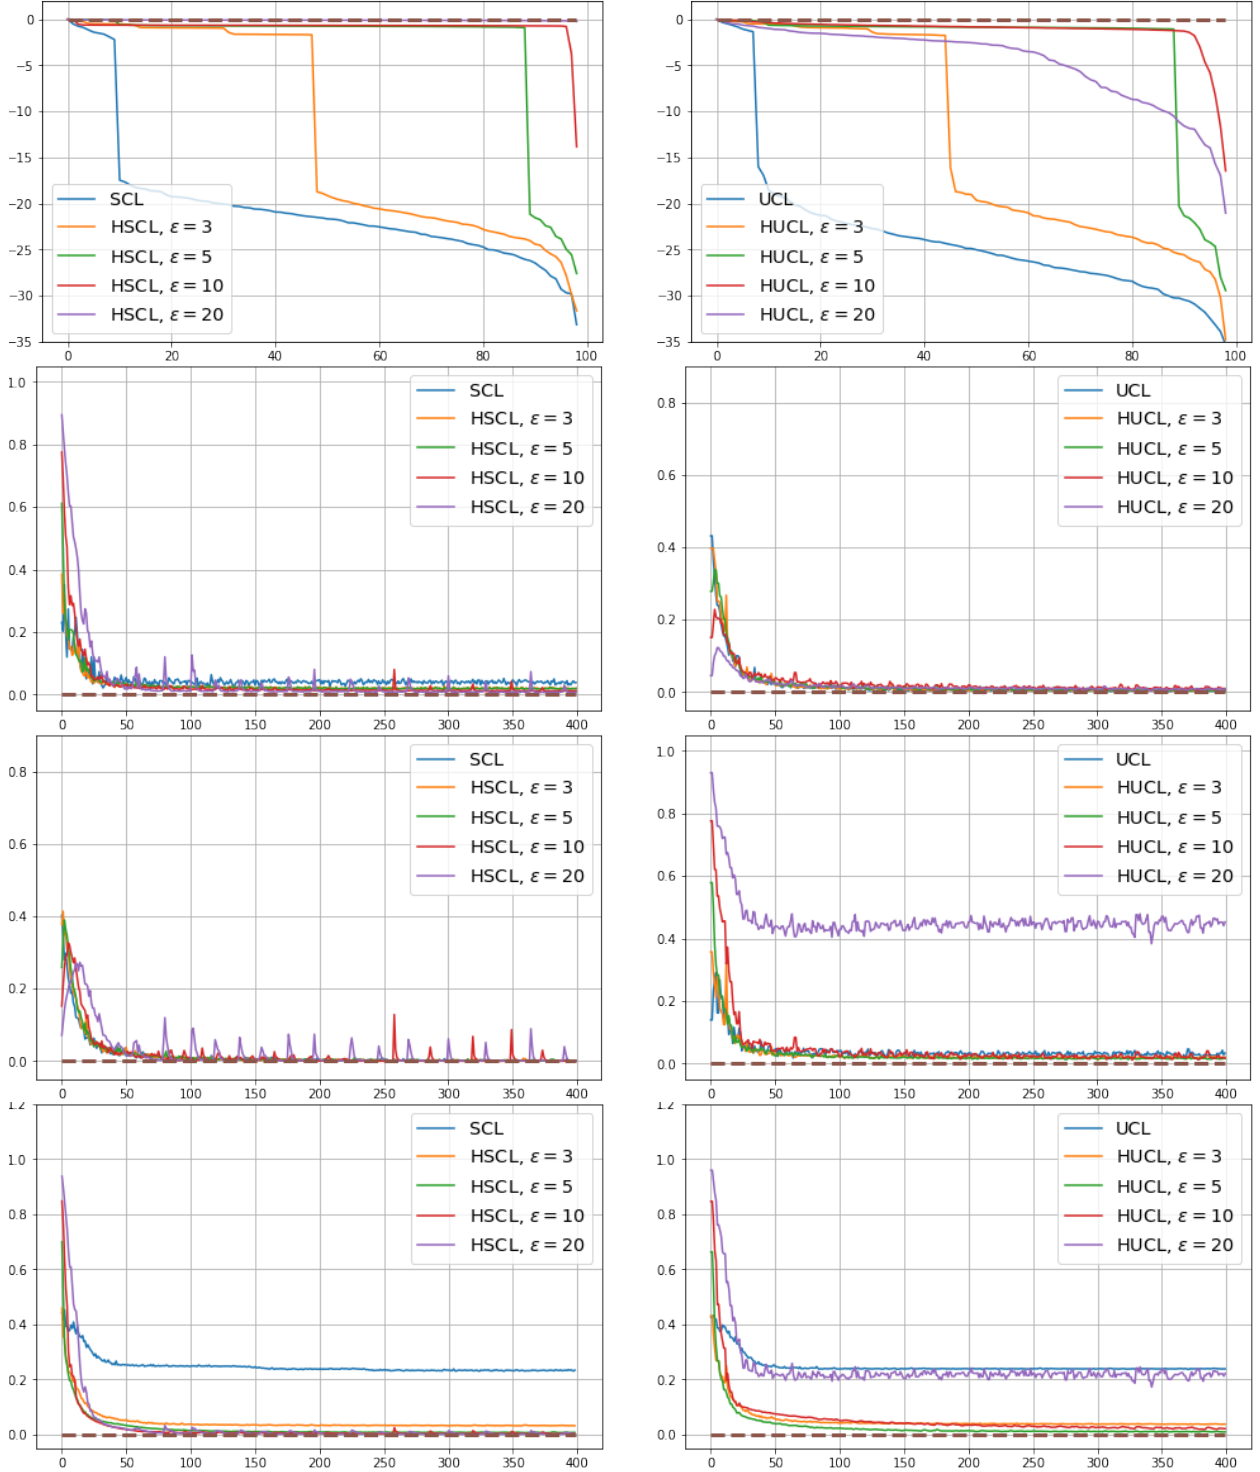 0
−5
−10
−15
−20
−25
−30
−35
0 20 40 60 80 100
SCL
HSCL, ε = 3
HSCL, ε = 5
HSCL, ε = 10
HSCL, ε = 20
0
−5
−10
−15
−20
−25
−30
−35
0 20 40 60 80 100
UCL
HUCL, ε = 3
HUCL, ε = 5
HUCL, ε = 10
HUCL, ε = 20
1.0
0.8
0.6
0.4
0.2
0.0
0 50 100 150 200 250 300 350 400
SCL
HSCL, ε = 3
HSCL, ε = 5
HSCL, ε = 10
HSCL, ε = 20
0.8
0.6
0.4
0.2
0.0
0 50 100 150 200 250 300 350 400
UCL
HUCL, ε = 3
HUCL, ε = 5
HUCL, ε = 10
HUCL, ε = 20
0.8
0.6
0.4
0.2
0.0
0 50 100 150 200 250 300 350 400
SCL
HSCL, ε = 3
HSCL, ε = 5
HSCL, ε = 10
HSCL, ε = 20
1.0
0.8
0.6
0.4
0.2
0.0
0 50 100 150 200 250 300 350 400
UCL
HUCL, ε = 3
HUCL, ε = 5
HUCL, ε = 10
HUCL, ε = 20
1.2
1.0
0.8
0.6
0.4
0.2
0.0
0 50 100 150 200 250 300 350 400
SCL
HSCL, ε = 3
HSCL, ε = 5
HSCL, ε = 10
HSCL, ε = 20
1.2
1.0
0.8
0.6
0.4
0.2
0.0
0 50 100 150 200 250 300 350 400
UCL
HUCL, ε = 3
HUCL, ε = 5
HUCL, ε = 10
HUCL, ε = 20